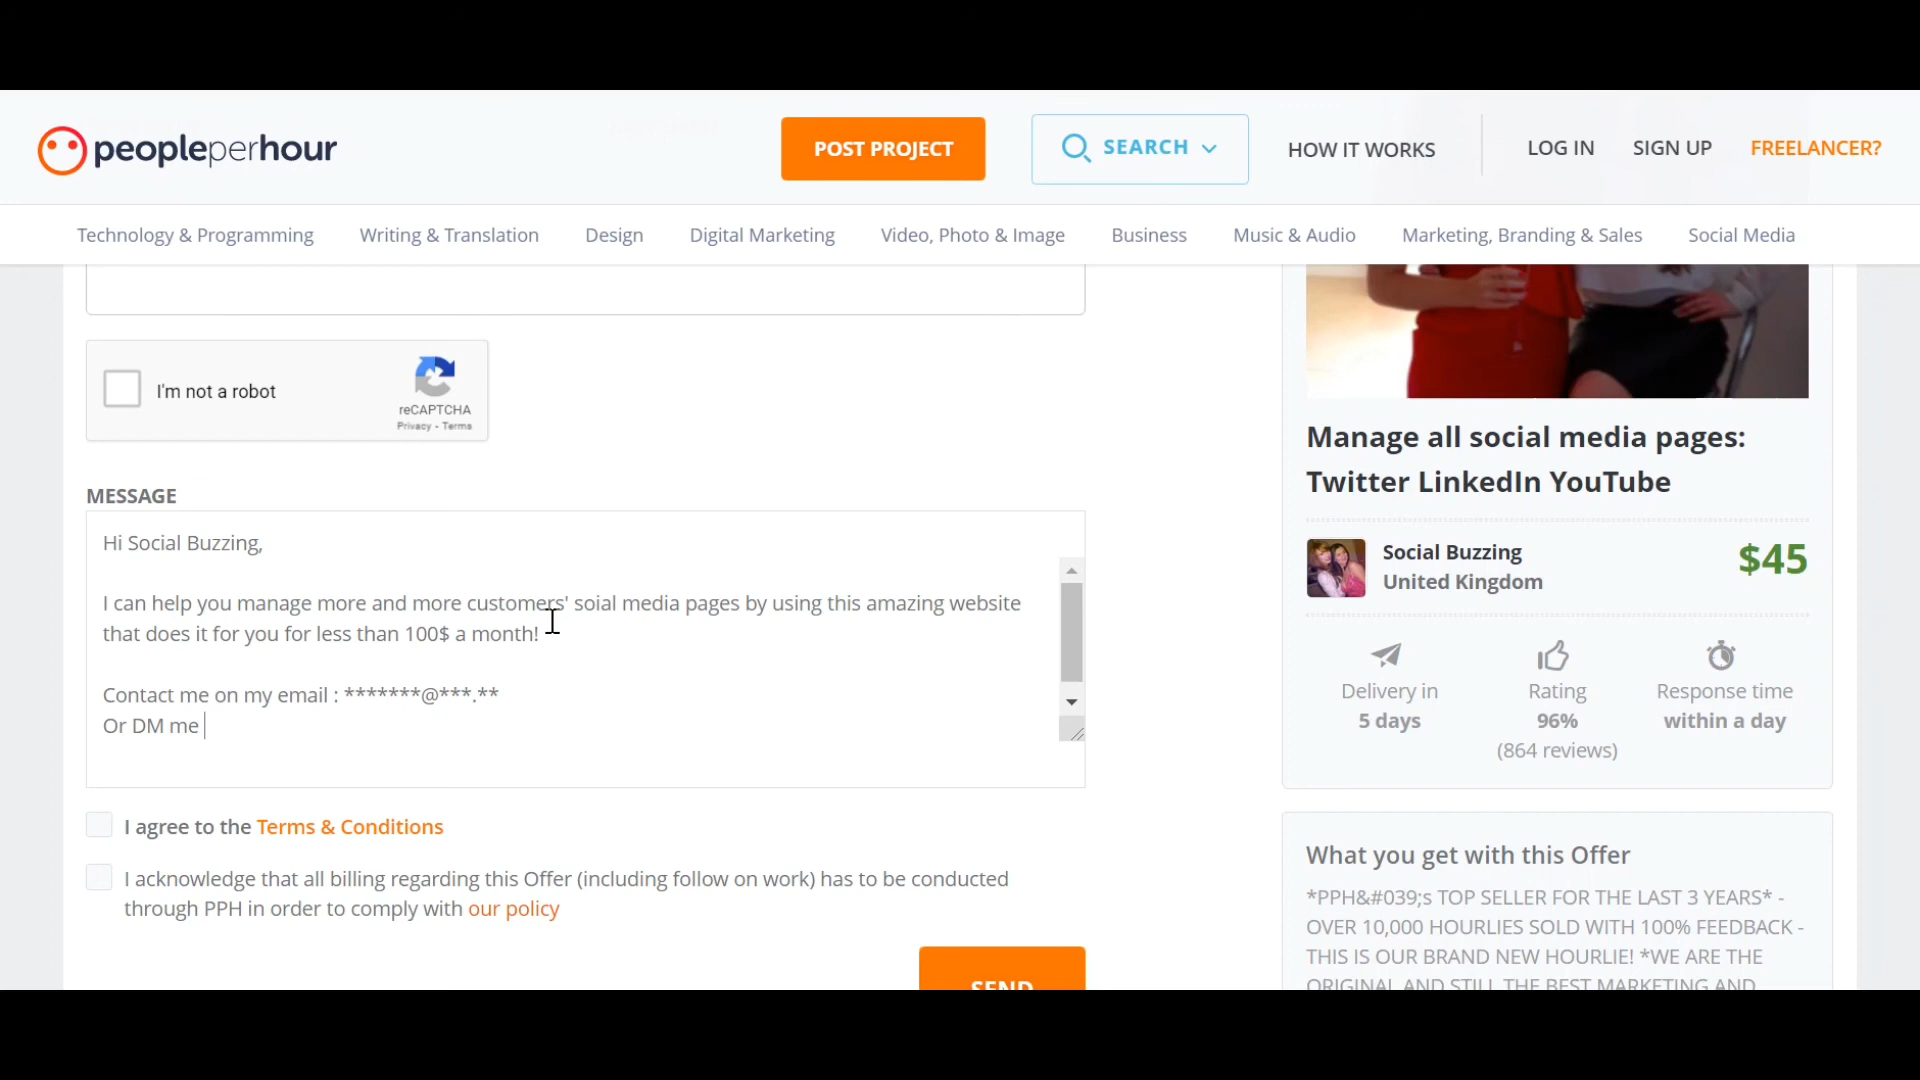 peopleperhour
POST PROJECT
SEARCH
HOW IT WORKS
LOG IN
SIGN UP
FREELANCER?
Technology & Programming
Writing & Translation
Design
Digital Marketing
Video, Photo & Image
Business
Music & Audio
Marketing, Branding & Sales
Social Media
I'm not a robot
reCAPTCHA
Privacy - Terms
MESSAGE
Hi Social Buzzing,
I can help you manage more and more customers' soial media pages by using this amazing website
that does it for you for less than 100$ a month!
Contact me on my email : *******@***.**
Or DM me
I agree to the Terms & Conditions
I acknowledge that all billing regarding this Offer (including follow on work) has to be conducted
through PPH in order to comply with our policy
SEND
Manage all social media pages:
Twitter LinkedIn YouTube
Social Buzzing
United Kingdom
$45
Delivery in
5 days
Rating
96%
(864 reviews)
Response time
within a day
What you get with this Offer
*PPH&#039;s TOP SELLER FOR THE LAST 3 YEARS* -
OVER 10,000 HOURLIES SOLD WITH 100% FEEDBACK -
THIS IS OUR BRAND NEW HOURLIE! *WE ARE THE
ORIGINAL AND STILL THE BEST MARKETING AND